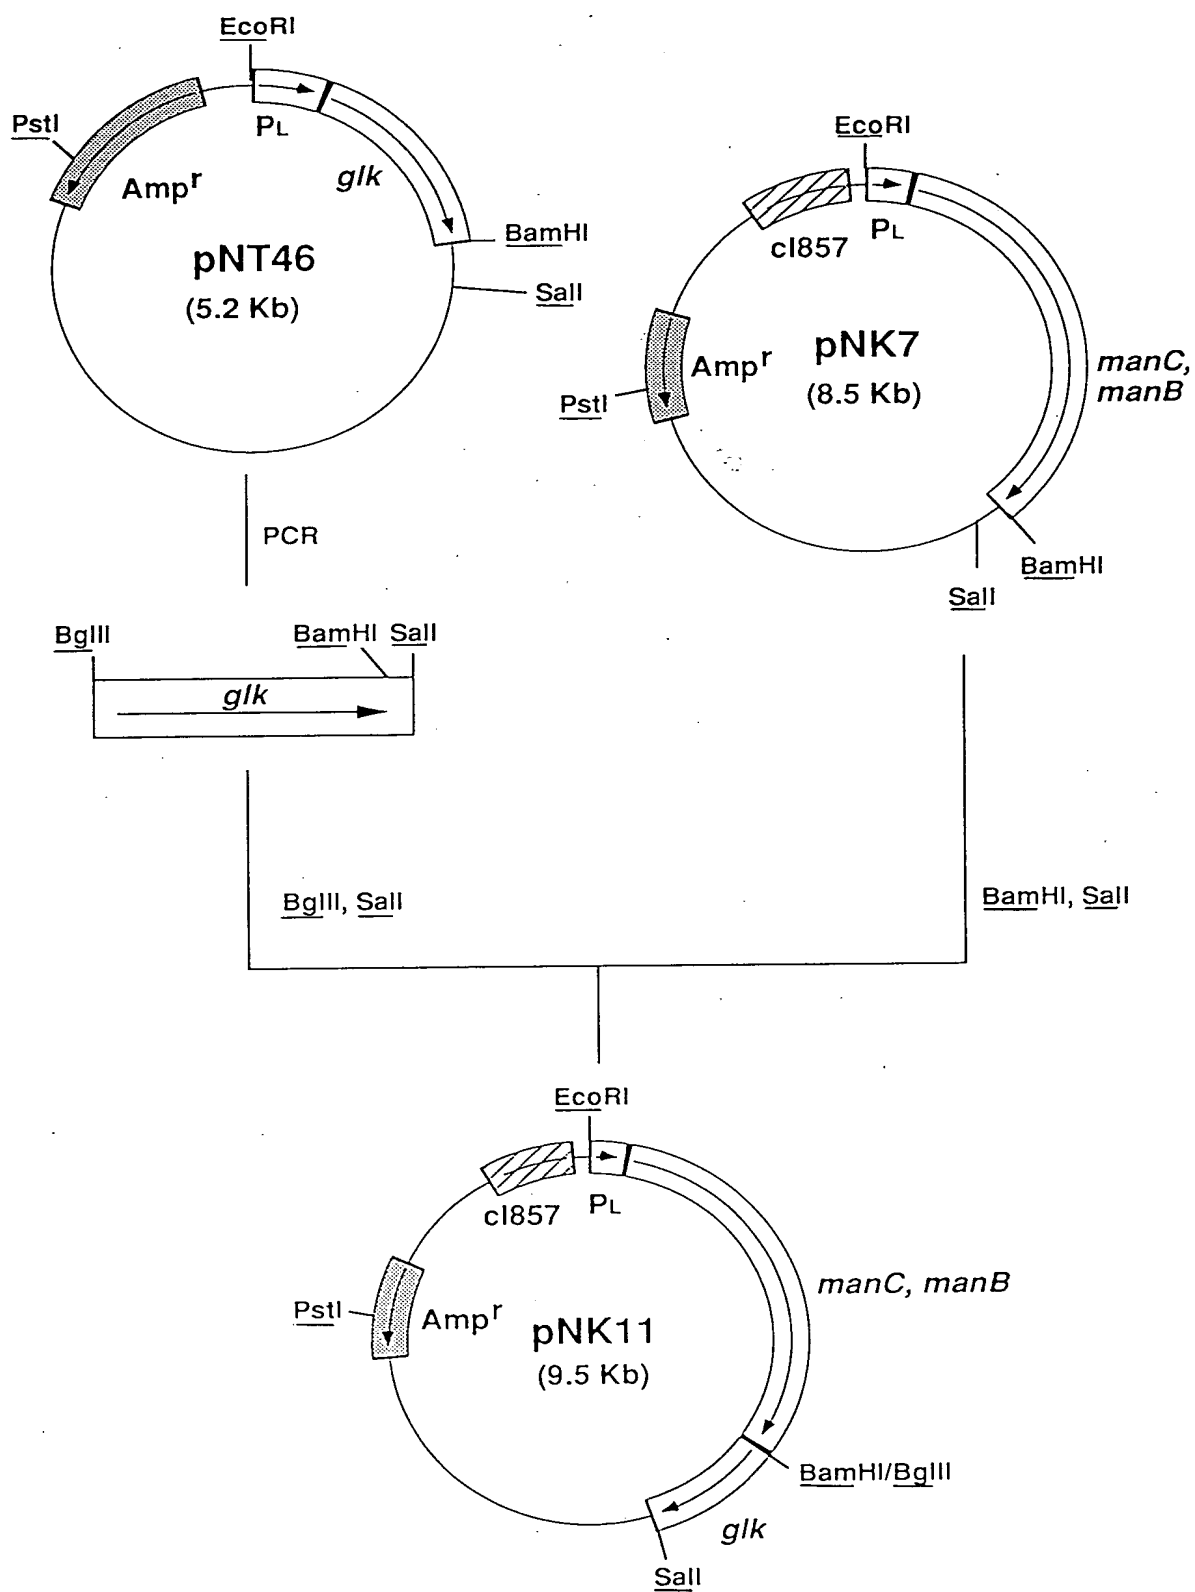 EcoRI
PstI
PL
Ampr
glk
pNT46
(5.2 Kb)
BamHI
SalI
EcoRI
cI857
PL
Ampr
pNK7
(8.5 Kb)
manC,
manB
PstI
BamHI
SalI
PCR
BglII
BamHI SalI
glk
BglII, SalI
BamHI, SalI
EcoRI
cI857
PL
manC, manB
PstI
Ampr
pNK11
(9.5 Kb)
BamHI/BglII
glk
SalI